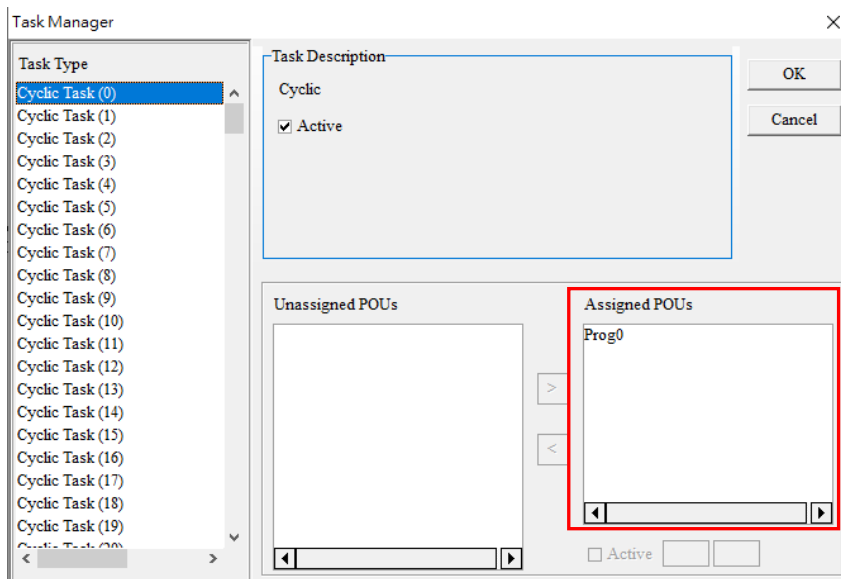 Task Manager
Task Type
Cyclic Task (0)
Cyclic Task (1)
Cyclic Task (2)
Cyclic Task (3)
Cyclic Task (4)
Cyclic Task (5)
Cyclic Task (6)
Cyclic Task (7)
Cyclic Task (8)
Cyclic Task (9)
Cyclic Task (10)
Cyclic Task (11)
Cyclic Task (12)
Cyclic Task (13)
Cyclic Task (14)
Cyclic Task (15)
Cyclic Task (16)
Cyclic Task (17)
Cyclic Task (18)
Cyclic Task (19)
Task Description
Cyclic
Active
OK
Cancel
Unassigned POUs
>
<
Assigned POUs
Prog0
Active